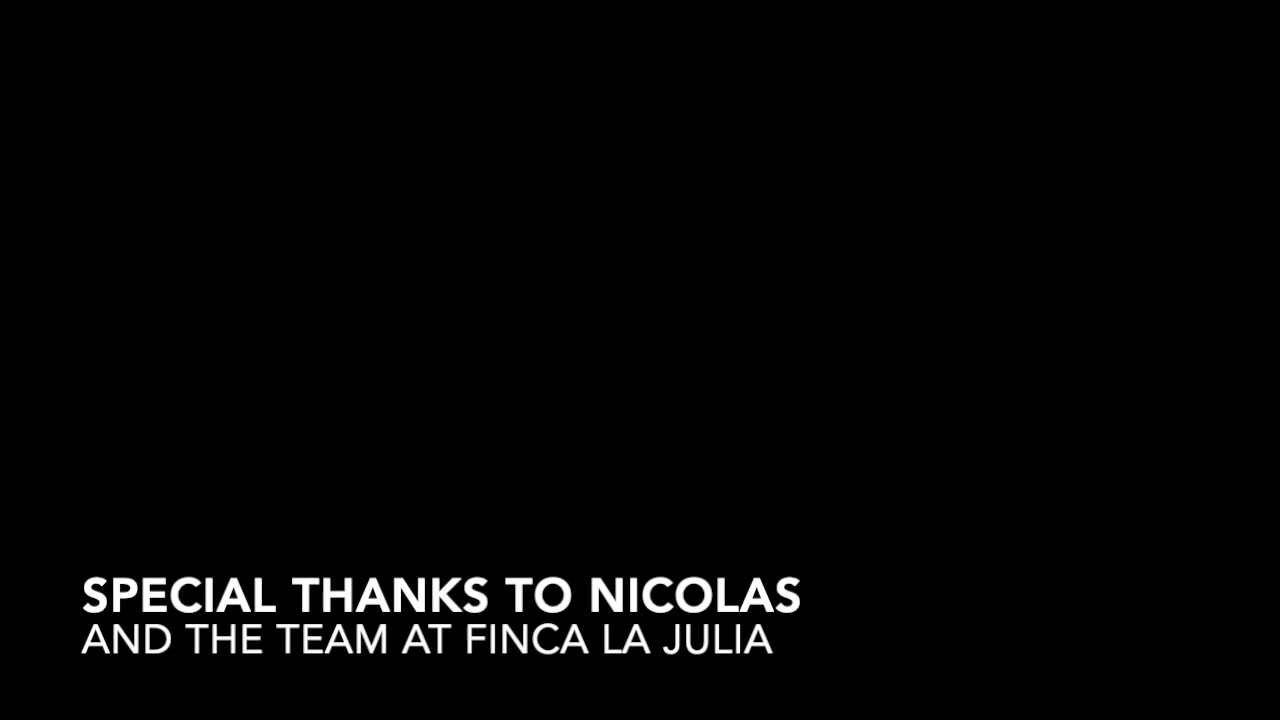 SPECIAL THANKS TO NICOLAS
AND THE TEAM AT FINCA LA JULIA